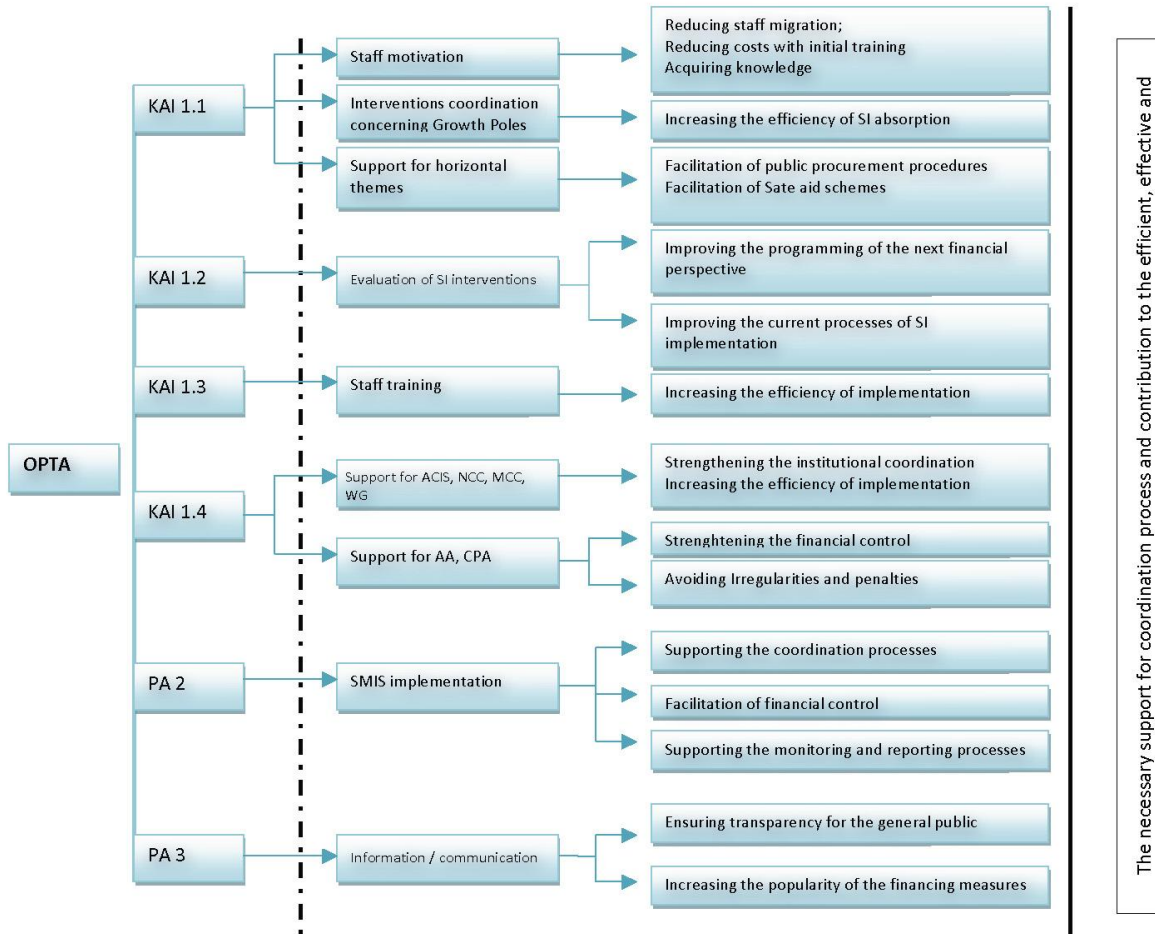 OPTA
KAI 1.1
Staff motivation
Reducing staff migration;
Reducing costs with initial training
Acquiring knowledge
Interventions coordination
concerning Growth Poles
Increasing the efficiency of SI absorption
Support for horizontal
themes
Facilitation of public procurement procedures
Facilitation of Sate aid schemes
KAI 1.2
Evaluation of SI interventions
Improving the programming of the next financial
perspective
Improving the current processes of SI
implementation
KAI 1.3
Staff training
Increasing the efficiency of implementation
KAI 1.4
Support for ACIS, NCC, MCC,
WG
Strengthening the institutional coordination
Increasing the efficiency of implementation
Support for AA, CPA
Strenghtening the financial control
Avoiding Irregularities and penalties
PA 2
SMIS implementation
Supporting the coordination processes
Facilitation of financial control
Supporting the monitoring and reporting processes
PA 3
Information / communication
Ensuring transparency for the general public
Increasing the popularity of the financing measures
The necessary support for coordination process and contribution to the efficient, effective and